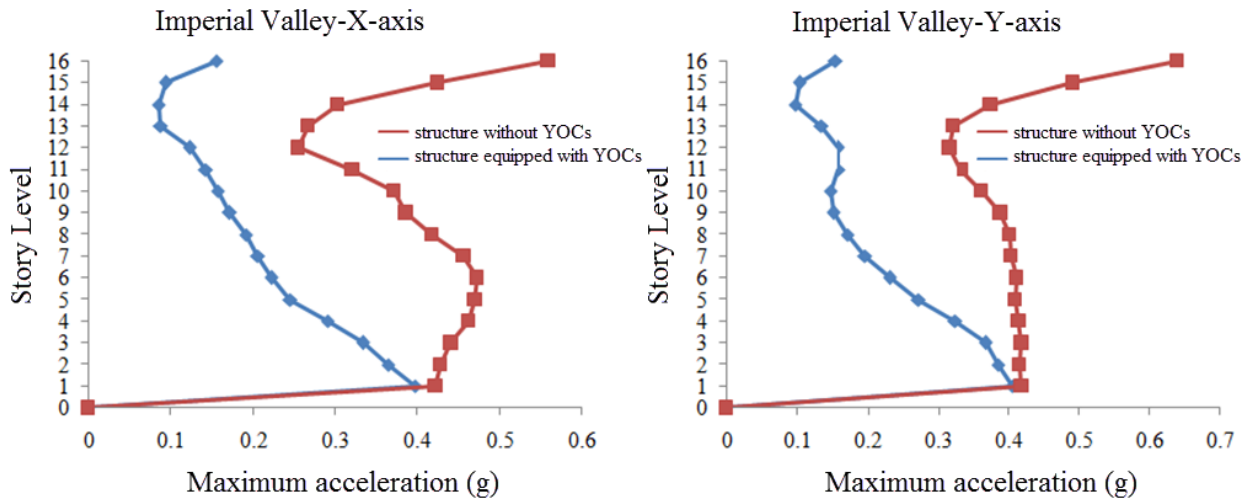 Imperial Valley-X-axis
Story Level
16
15
14
13
12
11
10
9
8
7
6
5
4
3
2
1
0
structure without YOCs
structure equipped with YOCs
0 0.1 0.2 0.3 0.4 0.5 0.6
Maximum acceleration (g)
Imperial Valley-Y-axis
Story Level
16
15
14
13
12
11
10
9
8
7
6
5
4
3
2
1
0
structure without YOCs
structure equipped with YOCs
0 0.1 0.2 0.3 0.4 0.5 0.6 0.7
Maximum acceleration (g)